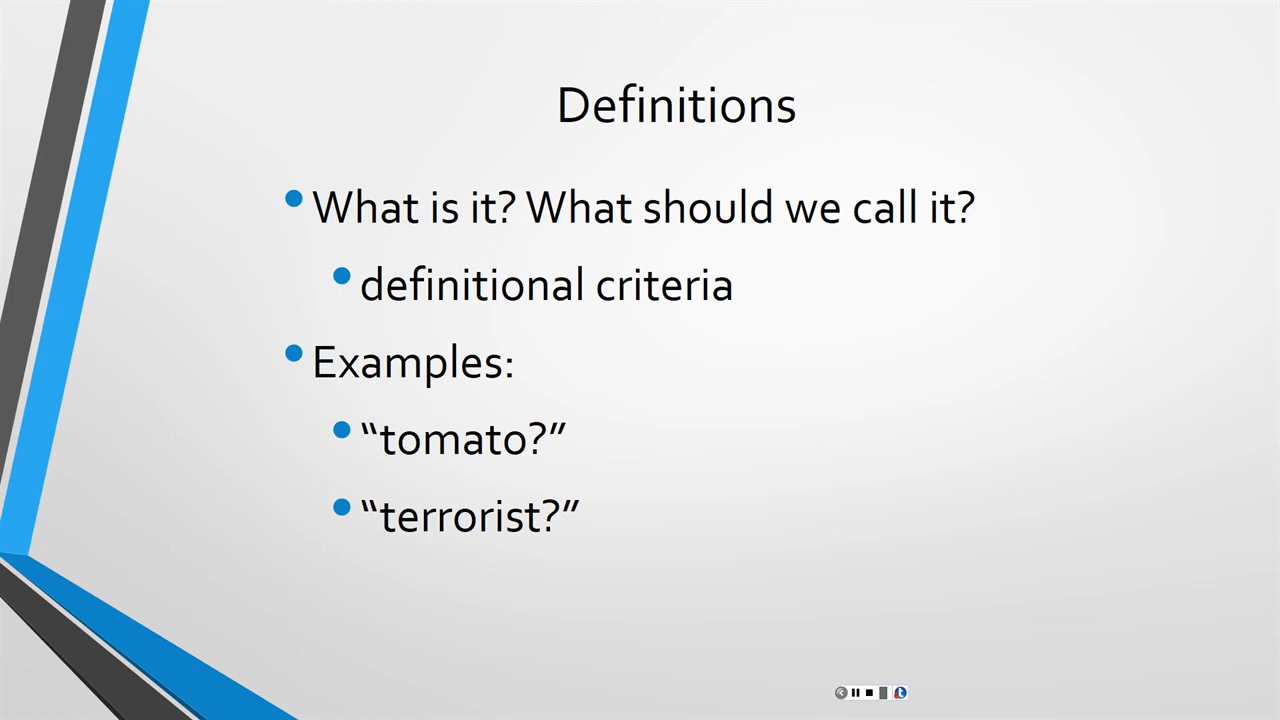 Definitions
What is it? What should we call it?
definitional criteria
Examples:
“tomato?”
“terrorist?”